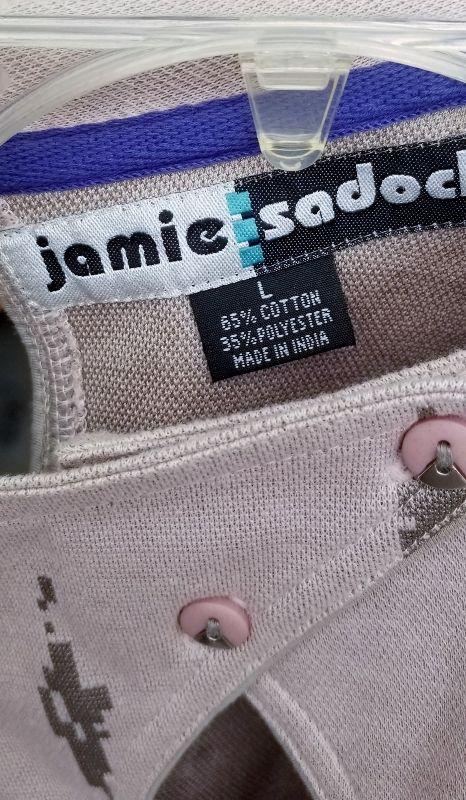 jamie sadock
L
65% COTTON
35% POLYESTER
MADE IN INDIA